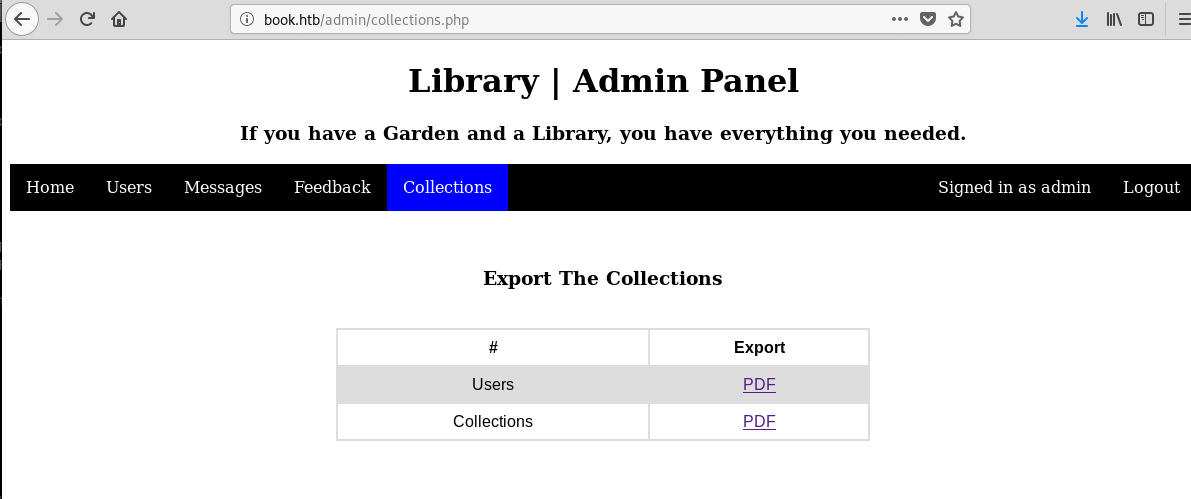 book.htb/admin/collections.php
Library | Admin Panel
If you have a Garden and a Library, you have everything you needed.
Home Users Messages Feedback Collections Signed in as admin Logout
Export The Collections
# Export
Users PDF
Collections PDF